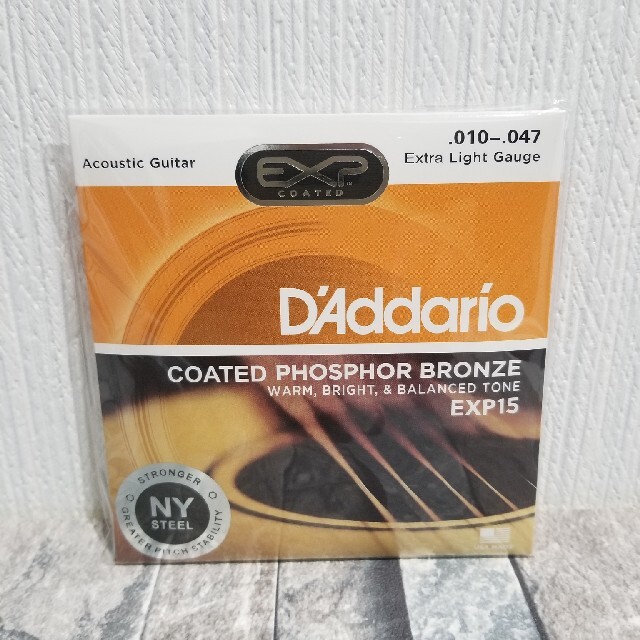 Acoustic Guitar
EXP
COATED
.010–.047
Extra Light Gauge
D'Addario
COATED PHOSPHOR BRONZE
WARM, BRIGHT, & BALANCED TONE
EXP15
STRONGER
NY
STEEL
GREATER PITCH STABILITY